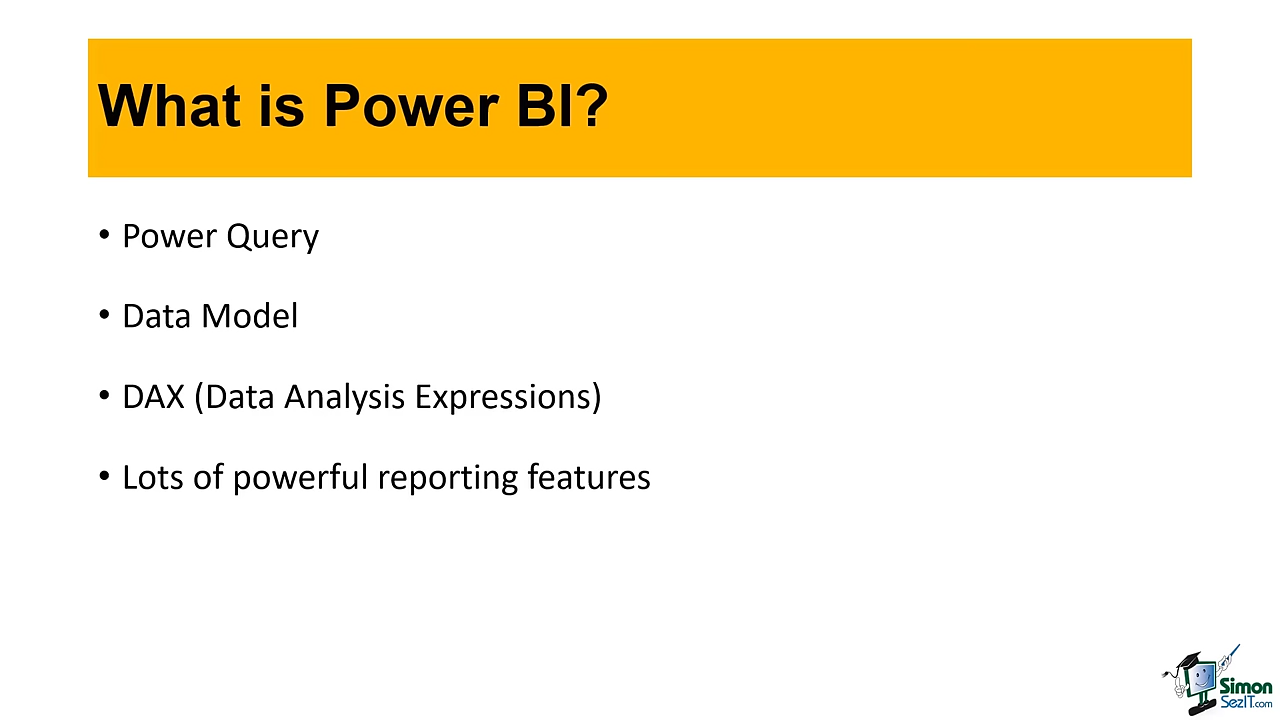 What is Power BI?
• Power Query
• Data Model
• DAX (Data Analysis Expressions)
• Lots of powerful reporting features
Simon
SezIT.com